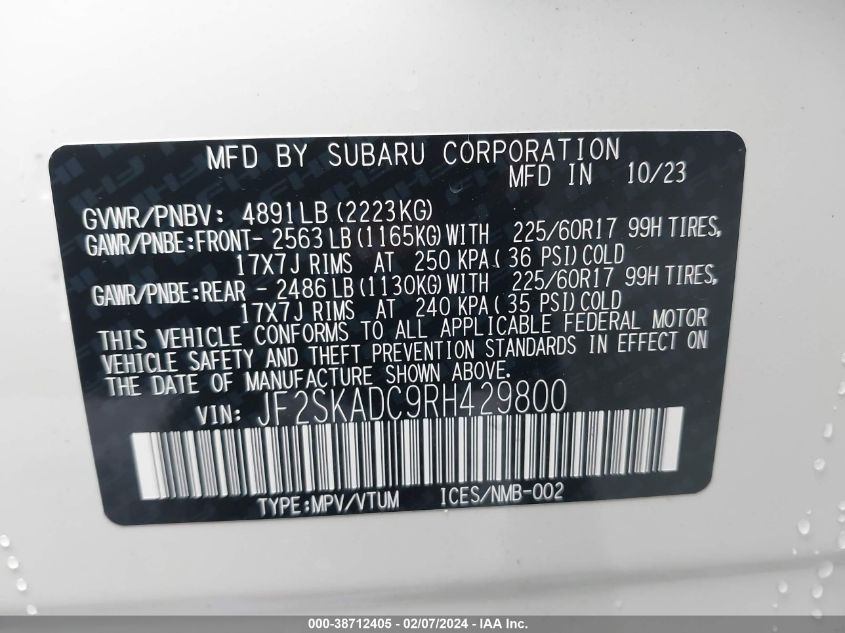 MFD BY SUBARU CORPORATION
MFD IN 10/23
GVWR/PNBV: 4891LB (2223KG)
GAWR/PNBE:FRONT- 2563 LB (1165KG) WITH 225/60R17 99H TIRES,
17X7J RIMS AT 250 KPA( 36 PSI) COLD
GAWR/PNBE:REAR - 2486 LB (1130KG) WITH 225/60R17 99H TIRES,
17X7J RIMS AT 240 KPA( 35 PSI) COLD
THIS VEHICLE CONFORMS TO ALL APPLICABLE FEDERAL MOTOR
VEHICLE SAFETY AND THEFT PREVENTION STANDARDS IN EFFECT ON
THE DATE OF MANUFACTURE SHOWN ABOVE.
VIN: JF2SKADC9RH429800
TYPE:MPV/VTUM ICES/NMB-002
000-38712405 - 02/07/2024 - IAA Inc.